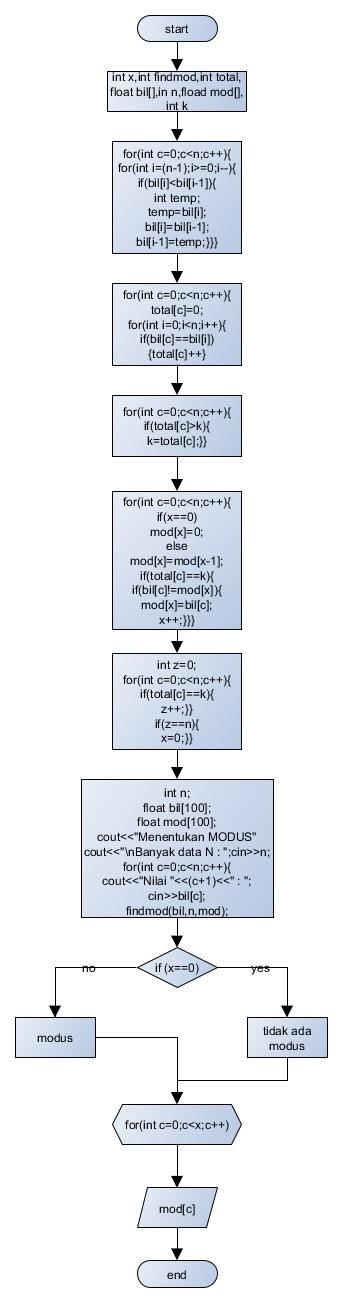 start
int x,int findmod,int total,
float bil[],in n,fload mod[],
int k
for(int c=0;c<n;c++){
for(int i=(n-1);i>=0;i--){
if(bil[i]<bil[i-1]){
int temp;
temp=bil[i];
bil[i]=bil[i-1];
bil[i-1]=temp;}}}
for(int c=0;c<n;c++){
total[c]=0;
for(int i=0;i<n;i++){
if(bil[c]==bil[i])
{total[c]++}
for(int c=0;c<n;c++){
if(total[c]>k){
k=total[c];}}
for(int c=0;c<n;c++){
if(x==0)
mod[x]=0;
else
mod[x]=mod[x-1];
if(total[c]==k){
if(bil[c]!=mod[x]){
mod[x]=bil[c];
x++;}}}
int z=0;
for(int c=0;c<n;c++){
if(total[c]==k){
z++;}}
if(z==n){
x=0;}}
int n;
float bil[100];
float mod[100];
cout<<"Menentukan MODUS"
cout<<"\nBanyak data N : ";cin>>n;
for(int c=0;c<n;c++){
cout<<"Nilai "<<(c+1)<<" : ";
cin>>bil[c];
findmod(bil,n,mod);
no
if (x==0)
yes
modus
tidak ada
modus
for(int c=0;c<x;c++)
mod[c]
end